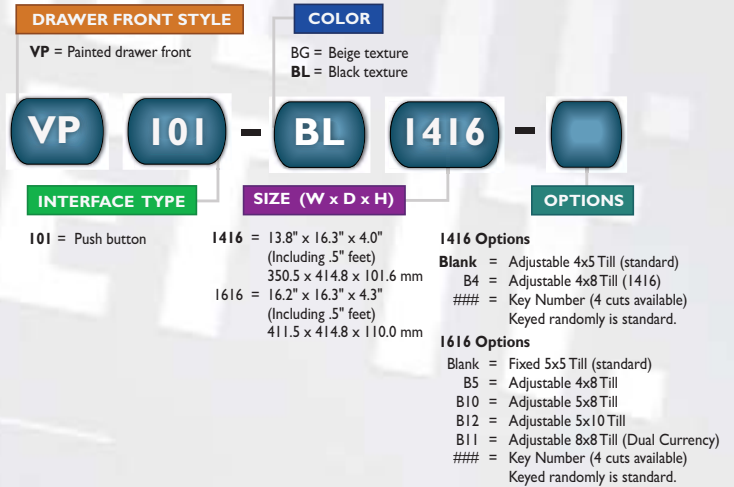 DRAWER FRONT STYLE
COLOR
VP = Painted drawer front
BG = Beige texture
BL = Black texture
VP 101 - BL 1416 -
INTERFACE TYPE
SIZE (W x D x H)
OPTIONS
101 = Push button
1416 = 13.8" x 16.3" x 4.0"
(Including .5" feet)
350.5 x 414.8 x 101.6 mm
1616 = 16.2" x 16.3" x 4.3"
(Including .5" feet)
411.5 x 414.8 x 110.0 mm
1416 Options
Blank = Adjustable 4x5 Till (standard)
B4 = Adjustable 4x8 Till (1416)
### = Key Number (4 cuts available)
Keyed randomly is standard.
1616 Options
Blank = Fixed 5x5 Till (standard)
B5 = Adjustable 4x8 Till
B10 = Adjustable 5x8 Till
B12 = Adjustable 5x10 Till
B11 = Adjustable 8x8 Till (Dual Currency)
### = Key Number (4 cuts available)
Keyed randomly is standard.